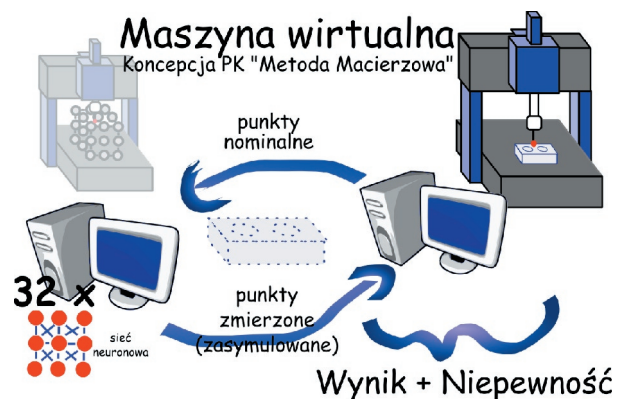 Maszyna wirtualna
Koncepcja PK "Metoda Macierzowa"
punkty
nominalne
32 x
sieć
neuronowa
punkty
zmierzone
(zasymulowane)
Wynik + Niepewność